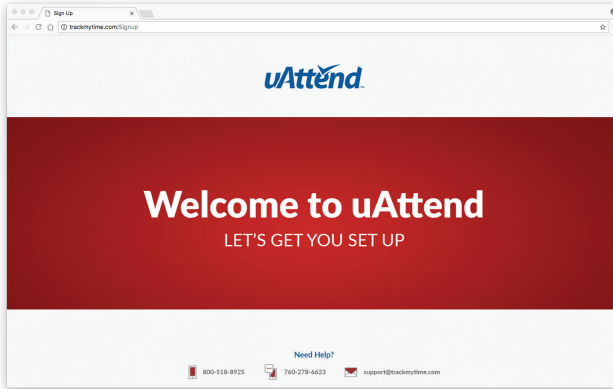 Sign Up
trackmytime.com/Signup
uAttend™
Welcome to uAttend
LET'S GET YOU SET UP
Need Help?
800-518-8925 760-278-6623 support@trackmytime.com